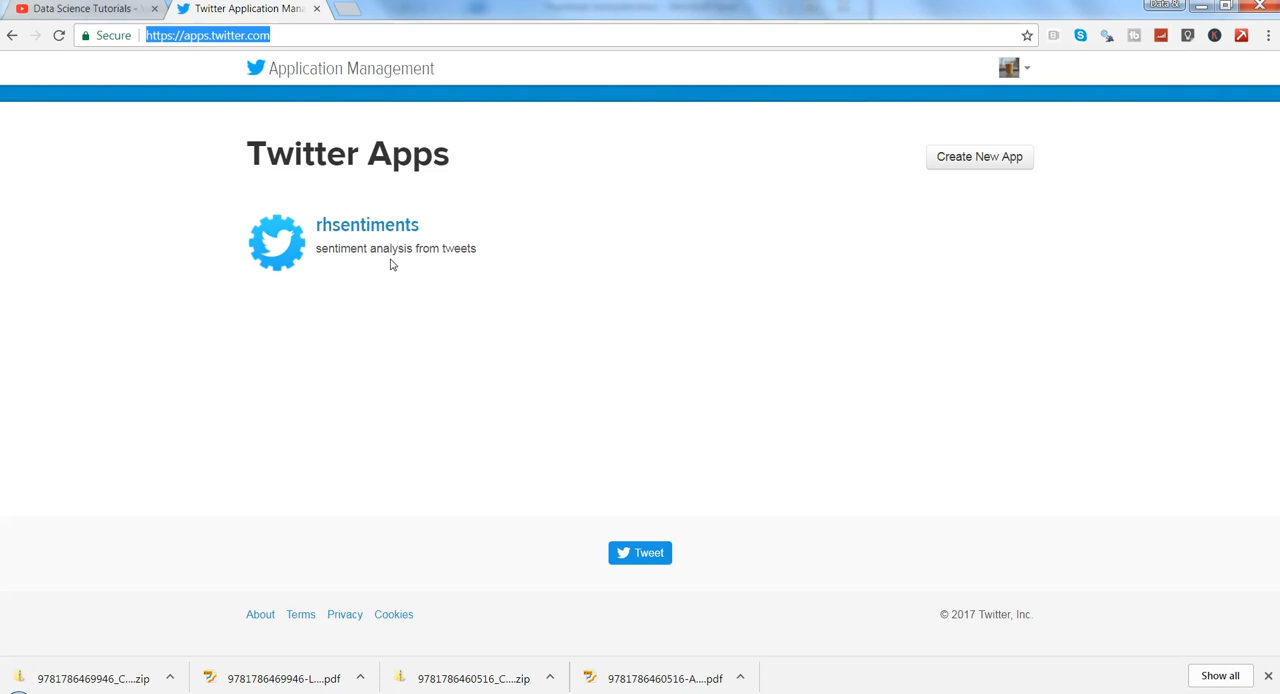 Data Science Tutorials -
Twitter Application Mana
Data &
Secure
https://apps.twitter.com
Application Management
Twitter Apps
Create New App
rhsentiments
sentiment analysis from tweets
Tweet
About Terms Privacy Cookies
© 2017 Twitter, Inc.
9781786469946_C....zip
9781786469946-L....pdf
9781786460516_C....zip
9781786460516-A....pdf
Show all